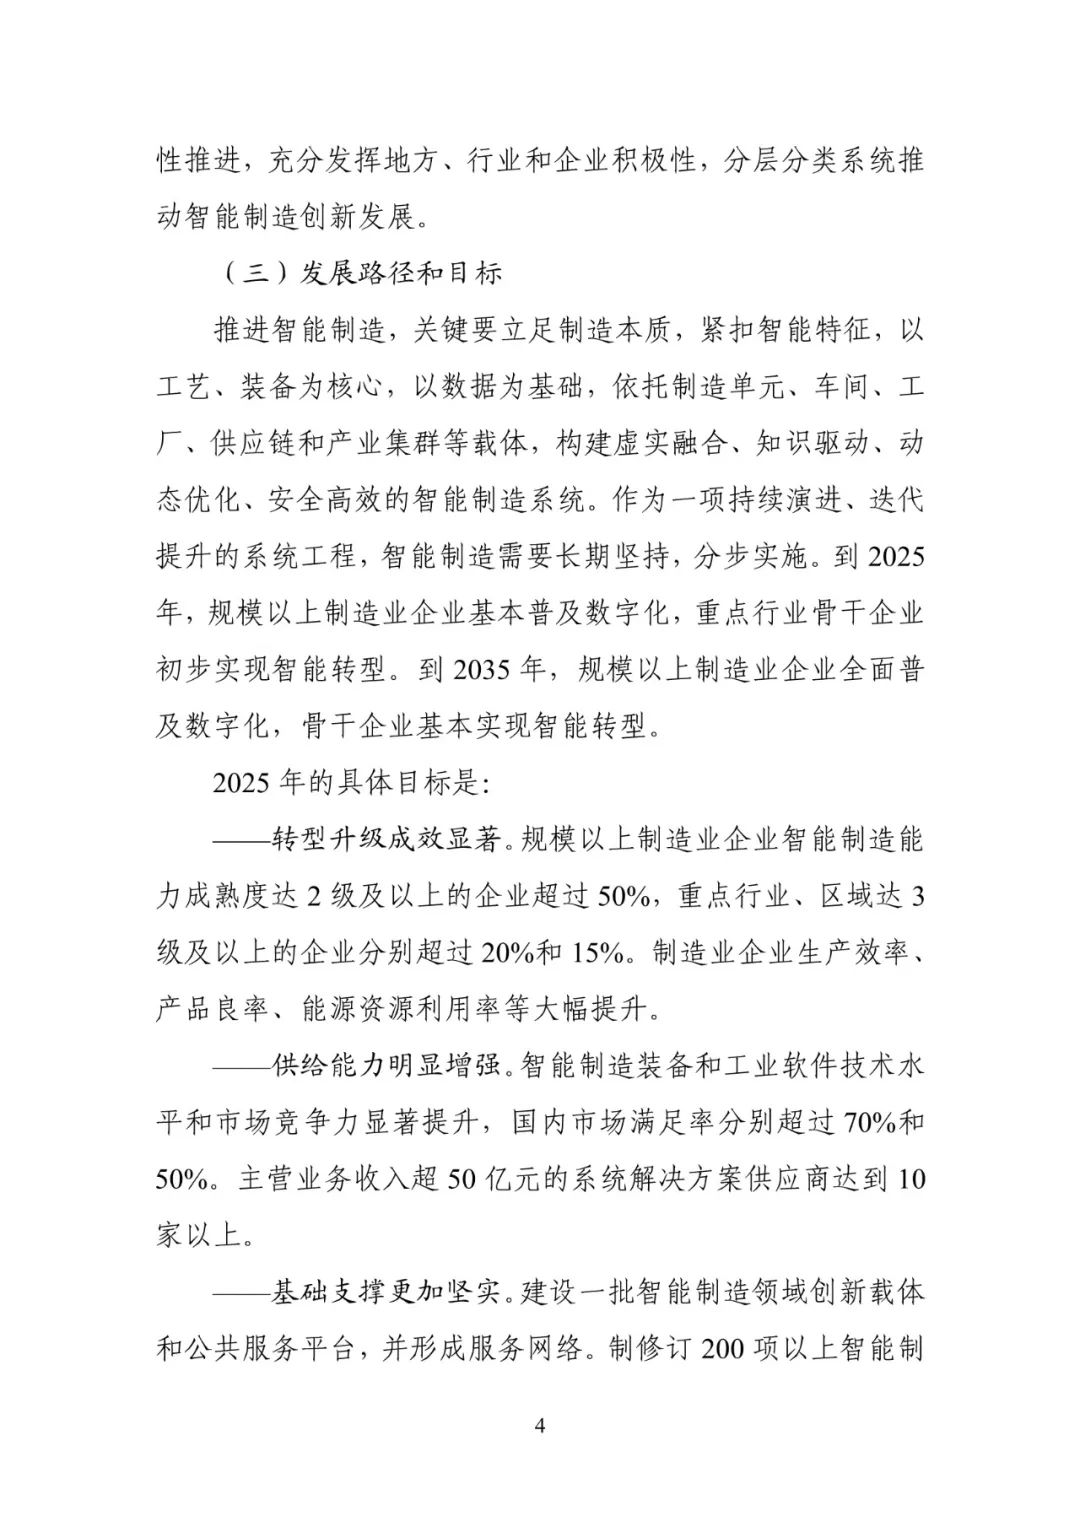 性推进，充分发挥地方、行业和企业积极性，分层分类系统推
动智能制造创新发展。
（三）发展路径和目标
推进智能制造，关键要立足制造本质，紧扣智能特征，以
工艺、装备为核心，以数据为基础，依托制造单元、车间、工
厂、供应链和产业集群等载体，构建虚实融合、知识驱动、动
态优化、安全高效的智能制造系统。作为一项持续演进、迭代
提升的系统工程，智能制造需要长期坚持，分步实施。到 2025
年，规模以上制造业企业基本普及数字化，重点行业骨干企业
初步实现智能转型。到 2035 年，规模以上制造业企业全面普
及数字化，骨干企业基本实现智能转型。
2025 年的具体目标是：
——转型升级成效显著。规模以上制造业企业智能制造能
力成熟度达 2 级及以上的企业超过 50%，重点行业、区域达 3
级及以上的企业分别超过 20%和 15%。制造业企业生产效率、
产品良率、能源资源利用率等大幅提升。
——供给能力明显增强。智能制造装备和工业软件技术水
平和市场竞争力显著提升，国内市场满足率分别超过 70%和
50%。主营业务收入超 50 亿元的系统解决方案供应商达到 10
家以上。
——基础支撑更加坚实。建设一批智能制造领域创新载体
和公共服务平台，并形成服务网络。制修订 200 项以上智能制
4